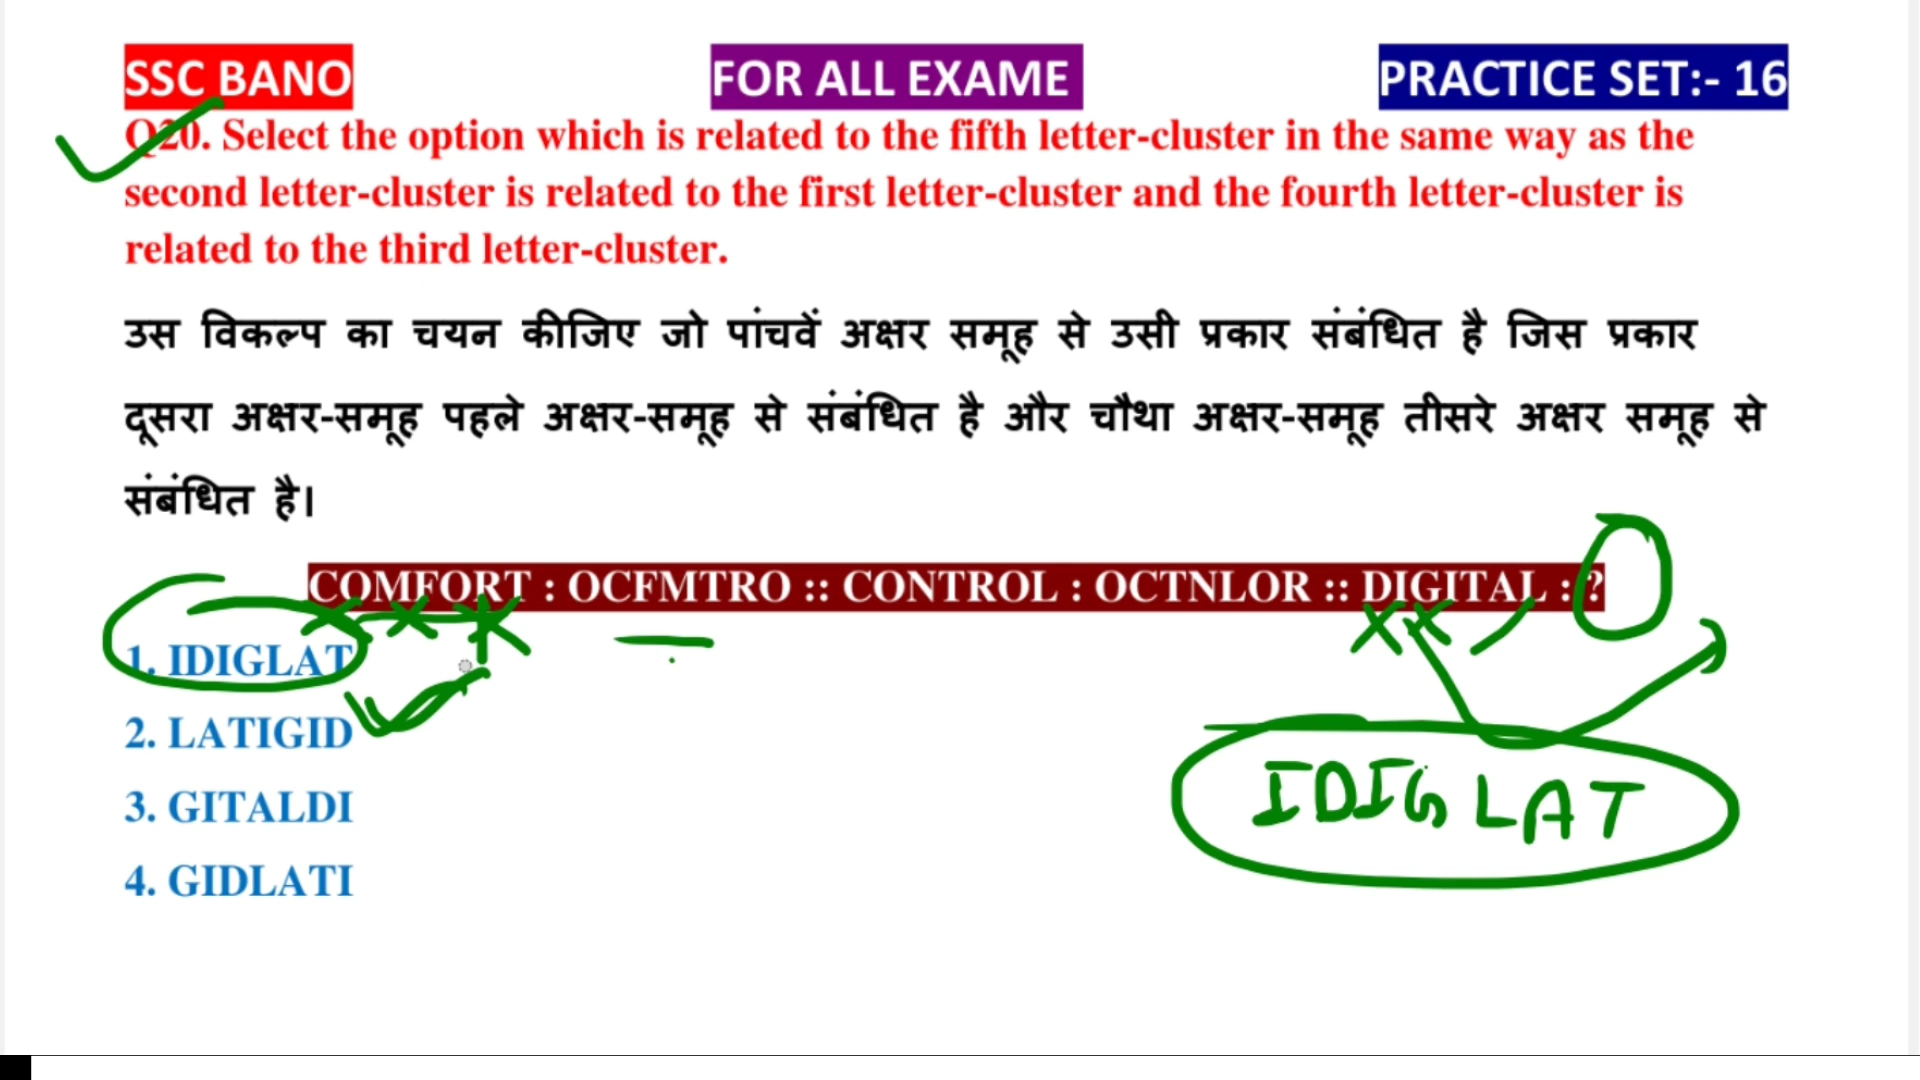 SSC BANO FOR ALL EXAME PRACTICE SET:- 16
Q20. Select the option which is related to the fifth letter-cluster in the same way as the
second letter-cluster is related to the first letter-cluster and the fourth letter-cluster is
related to the third letter-cluster.
उस विकल्प का चयन कीजिए जो पांचवें अक्षर समूह से उसी प्रकार संबंधित है जिस प्रकार
दूसरा अक्षर-समूह पहले अक्षर-समूह से संबंधित है और चौथा अक्षर-समूह तीसरे अक्षर समूह से
संबंधित है।
COMFORT : OCFMTRO :: CONTROL : OCTNLOR :: DIGITAL : ?
1. IDIGLAT
2. LATIGID
3. GITALDI
4. GIDLATI
IDIGLAT